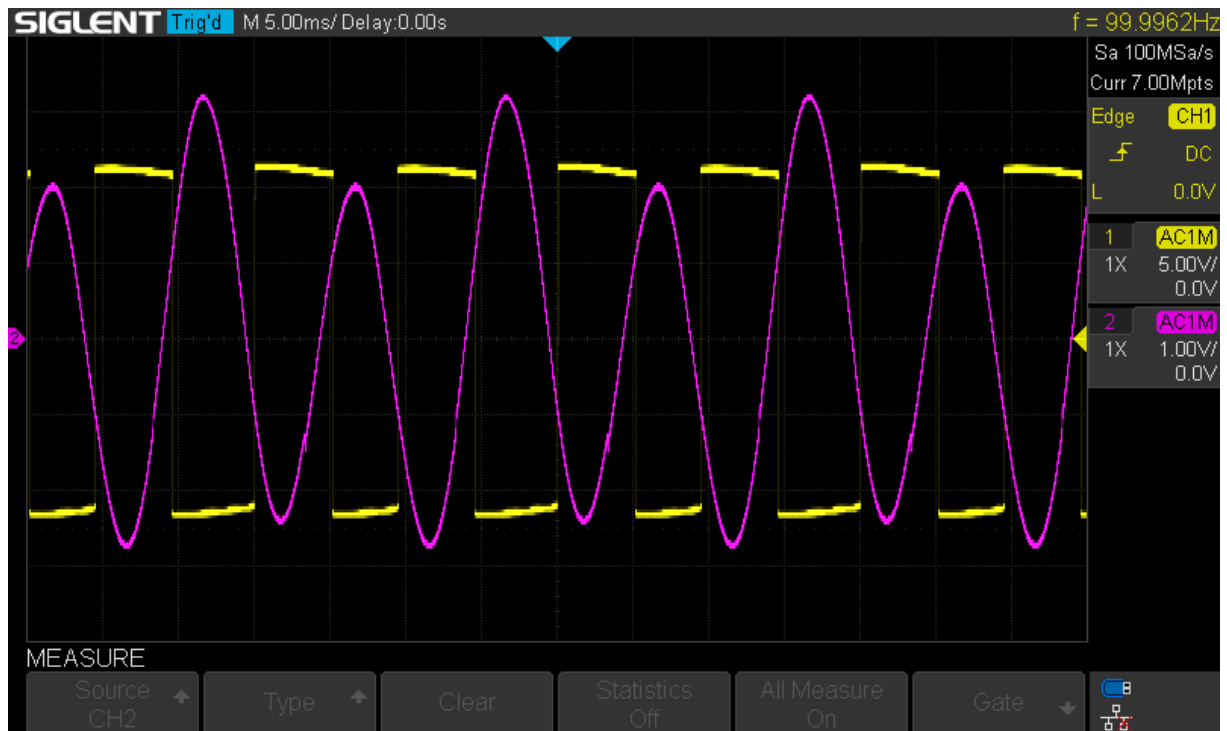 SIGLENT Trig'd M 5.00ms/ Delay:0.00s f = 99.9962Hz
Sa 100MSa/s
Curr 7.00Mpts
Edge CH1
DC
L 0.0V
1 AC1M
1X 5.00V/
0.0V
2 AC1M
1X 1.00V/
0.0V
2
MEASURE
Source Type Clear Statistics All Measure Gate
CH2 Off On